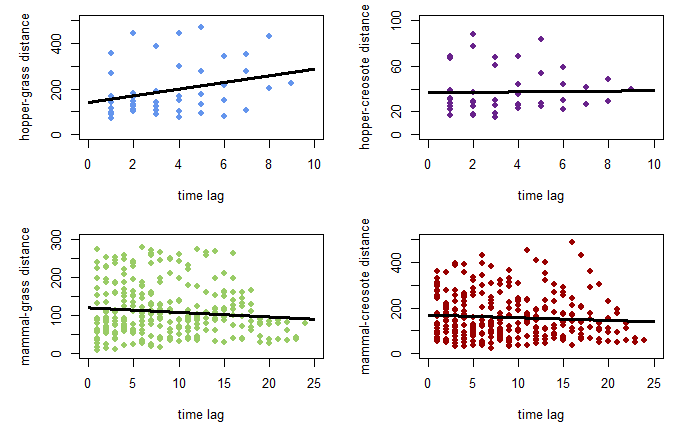 hopper-grass distance
0 200 400
0 2 4 6 8 10
time lag
hopper-creosote distance
0 20 60 100
0 2 4 6 8 10
time lag
mammal-grass distance
0 100 200 300
0 5 10 15 20 25
time lag
mammal-creosote distance
0 200 400
0 5 10 15 20 25
time lag